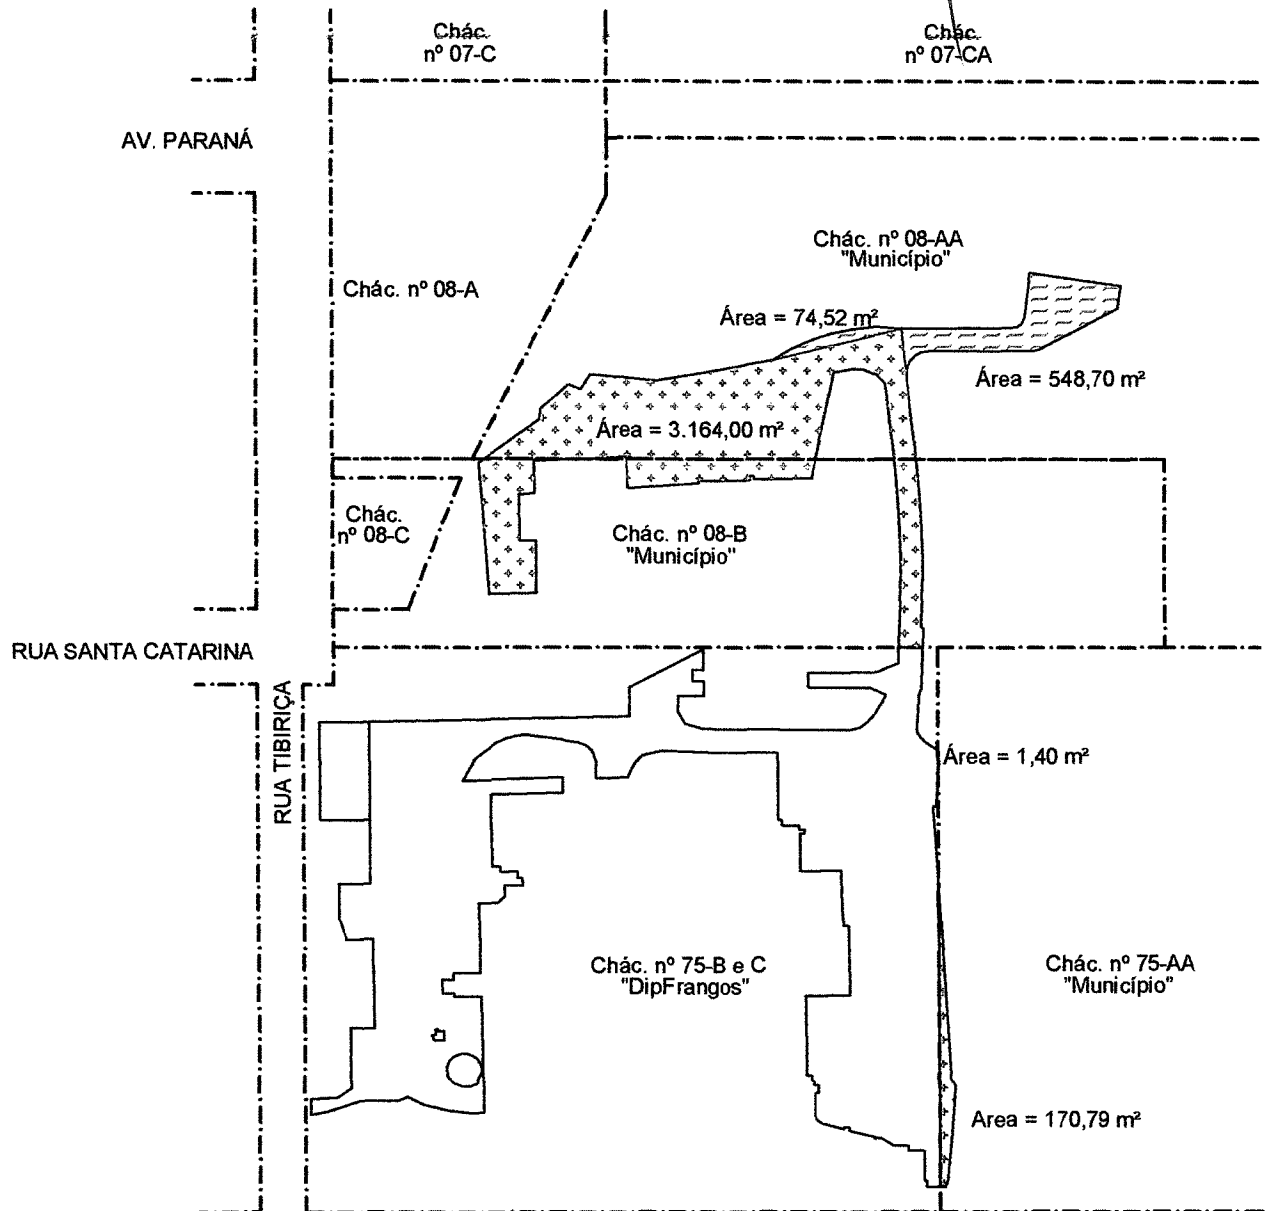 Chác.
nº 07-C
Chác.
nº 07-CA
AV. PARANÁ
Chác. nº 08-AA
"Município"
Chác. nº 08-A
Área = 74,52 m²
Área = 548,70 m²
Área = 3.164,00 m²
Chác.
nº 08-C
Chác. nº 08-B
"Município"
RUA SANTA CATARINA
RUA TIBIRIÇA
Área = 1,40 m²
Chác. nº 75-B e C
"DipFrangos"
Chác. nº 75-AA
"Município"
Area = 170,79 m²